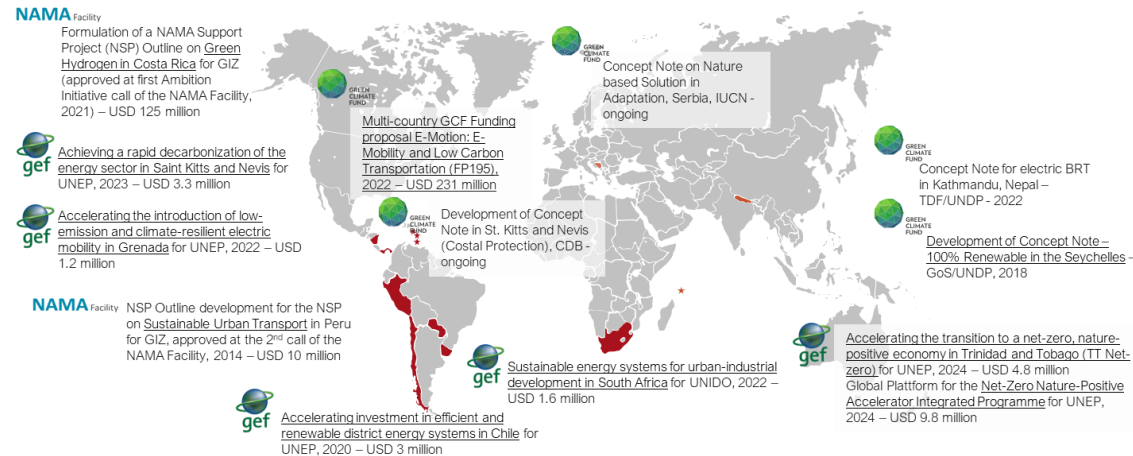 NAMA Facility
Formulation of a NAMA Support
Project (NSP) Outline on Green
Hydrogen in Costa Rica for GIZ
(approved at first Ambition
Initiative call of the NAMA Facility,
2021) – USD 125 million
gef
Achieving a rapid decarbonization of the
energy sector in Saint Kitts and Nevis for
UNEP, 2023 – USD 3.3 million
gef
Accelerating the introduction of low-
emission and climate-resilient electric
mobility in Grenada for UNEP, 2022 – USD
1.2 million
NAMA Facility
NSP Outline development for the NSP
on Sustainable Urban Transport in Peru
for GIZ, approved at the 2nd call of the
NAMA Facility, 2014 – USD 10 million
gef
Accelerating investment in efficient and
renewable district energy systems in Chile for
UNEP, 2020 – USD 3 million
GREEN
CLIMATE
FUND
Multi-country GCF Funding
proposal E-Motion: E-
Mobility and Low Carbon
Transportation (FP195),
2022 – USD 231 million
GREEN
CLIMATE
FUND
Development of Concept
Note in St. Kitts and Nevis
(Costal Protection), CDB -
ongoing
GREEN
CLIMATE
FUND
Concept Note on Nature
based Solution in
Adaptation, Serbia, IUCN -
ongoing
gef
Sustainable energy systems for urban-industrial
development in South Africa for UNIDO, 2022 –
USD 1.6 million
GREEN
CLIMATE
FUND
Concept Note for electric BRT
in Kathmandu, Nepal –
TDF/UNDP - 2022
GREEN
CLIMATE
FUND
Development of Concept Note –
100% Renewable in the Seychelles -
GoS/UNDP, 2018
gef
Accelerating the transition to a net-zero, nature-
positive economy in Trinidad and Tobago (TT Net-
zero) for UNEP, 2024 – USD 4.8 million
Global Plattform for the Net-Zero Nature-Positive
Accelerator Integrated Programme for UNEP,
2024 – USD 9.8 million